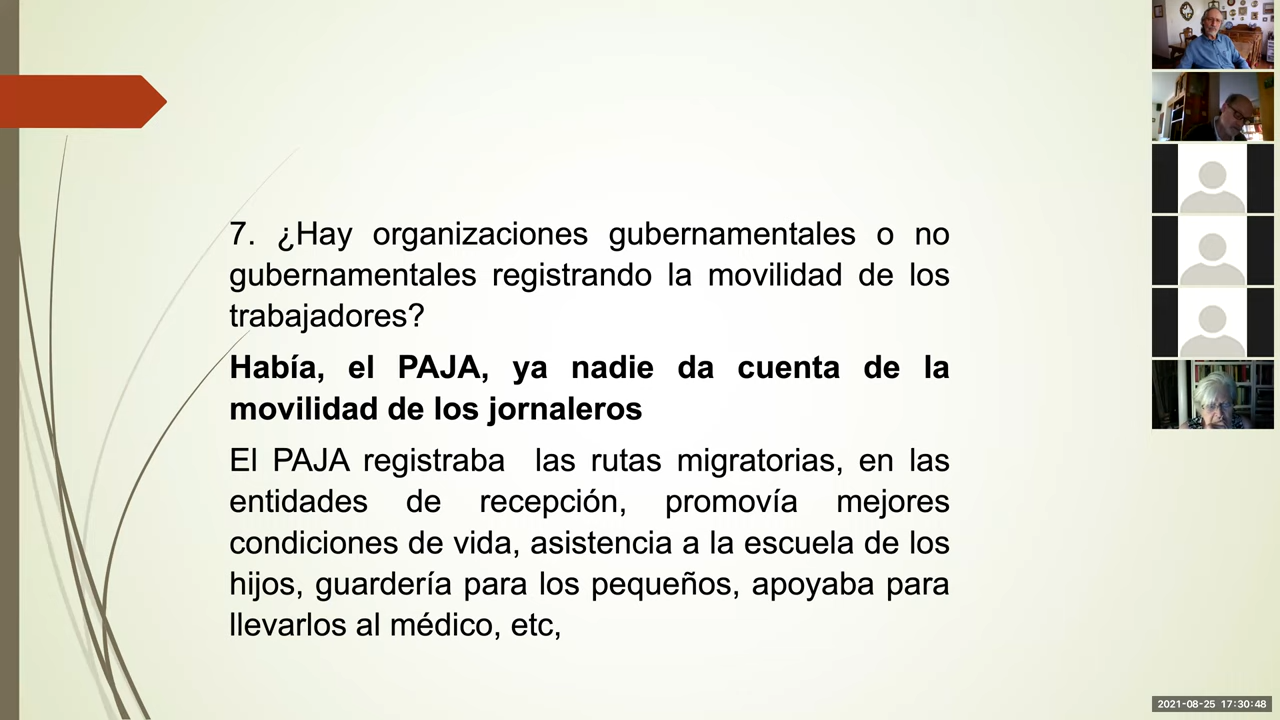 7. ¿Hay organizaciones gubernamentales o no
gubernamentales registrando la movilidad de los
trabajadores?
Había, el PAJA, ya nadie da cuenta de la
movilidad de los jornaleros
El PAJA registraba las rutas migratorias, en las
entidades de recepción, promovía mejores
condiciones de vida, asistencia a la escuela de los
hijos, guardería para los pequeños, apoyaba para
llevarlos al médico, etc,
2021-08-25 17:30:48